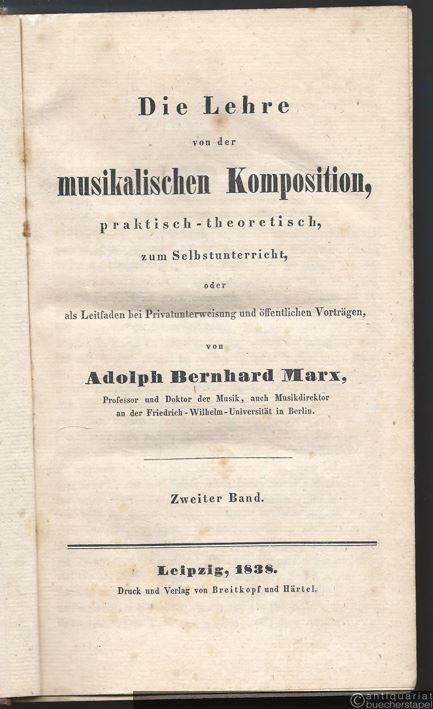 Die Lehre
von der
musikalischen Komposition,
praktisch-theoretisch,
zum Selbstunterricht,
oder
als Leitfaden bei Privatunterweisung und öffentlichen Vorträgen,
von
Adolph Bernhard Marx,
Professor und Doktor der Musik, auch Musikdirektor
an der Friedrich-Wilhelm-Universität in Berlin.
Zweiter Band.
Leipzig, 1838.
Druck und Verlag von Breitkopf und Härtel.
antiquariat
buecherstapel